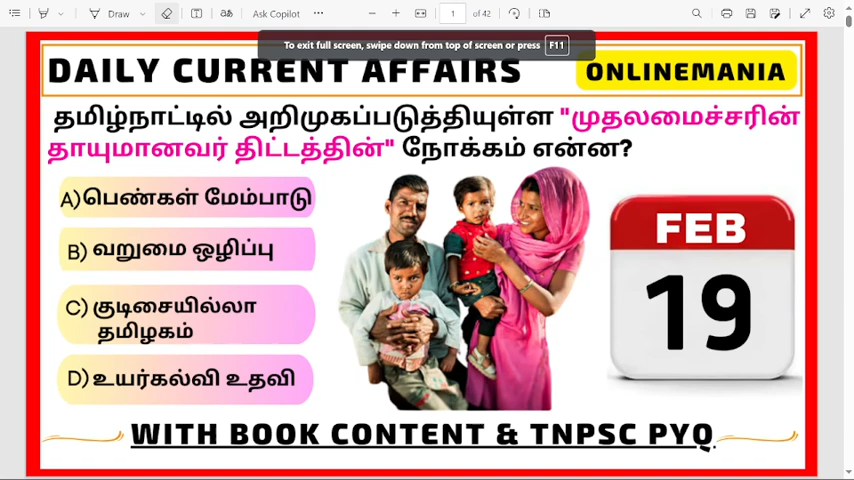 Draw
Ask Copilot
1 of 42
To exit full screen, swipe down from top of screen or press F11
DAILY CURRENT AFFAIRS
ONLINEMANIA
தமிழ்நாட்டில் அறிமுகப்படுத்தியுள்ள "முதலமைச்சரின்
தாயுமானவர் திட்டத்தின்" நோக்கம் என்ன?
A)பெண்கள் மேம்பாடு
B) வறுமை ஒழிப்பு
C) குடிசையில்லா
தமிழகம்
D)உயர்கல்வி உதவி
FEB
19
WITH BOOK CONTENT & TNPSC PYQ